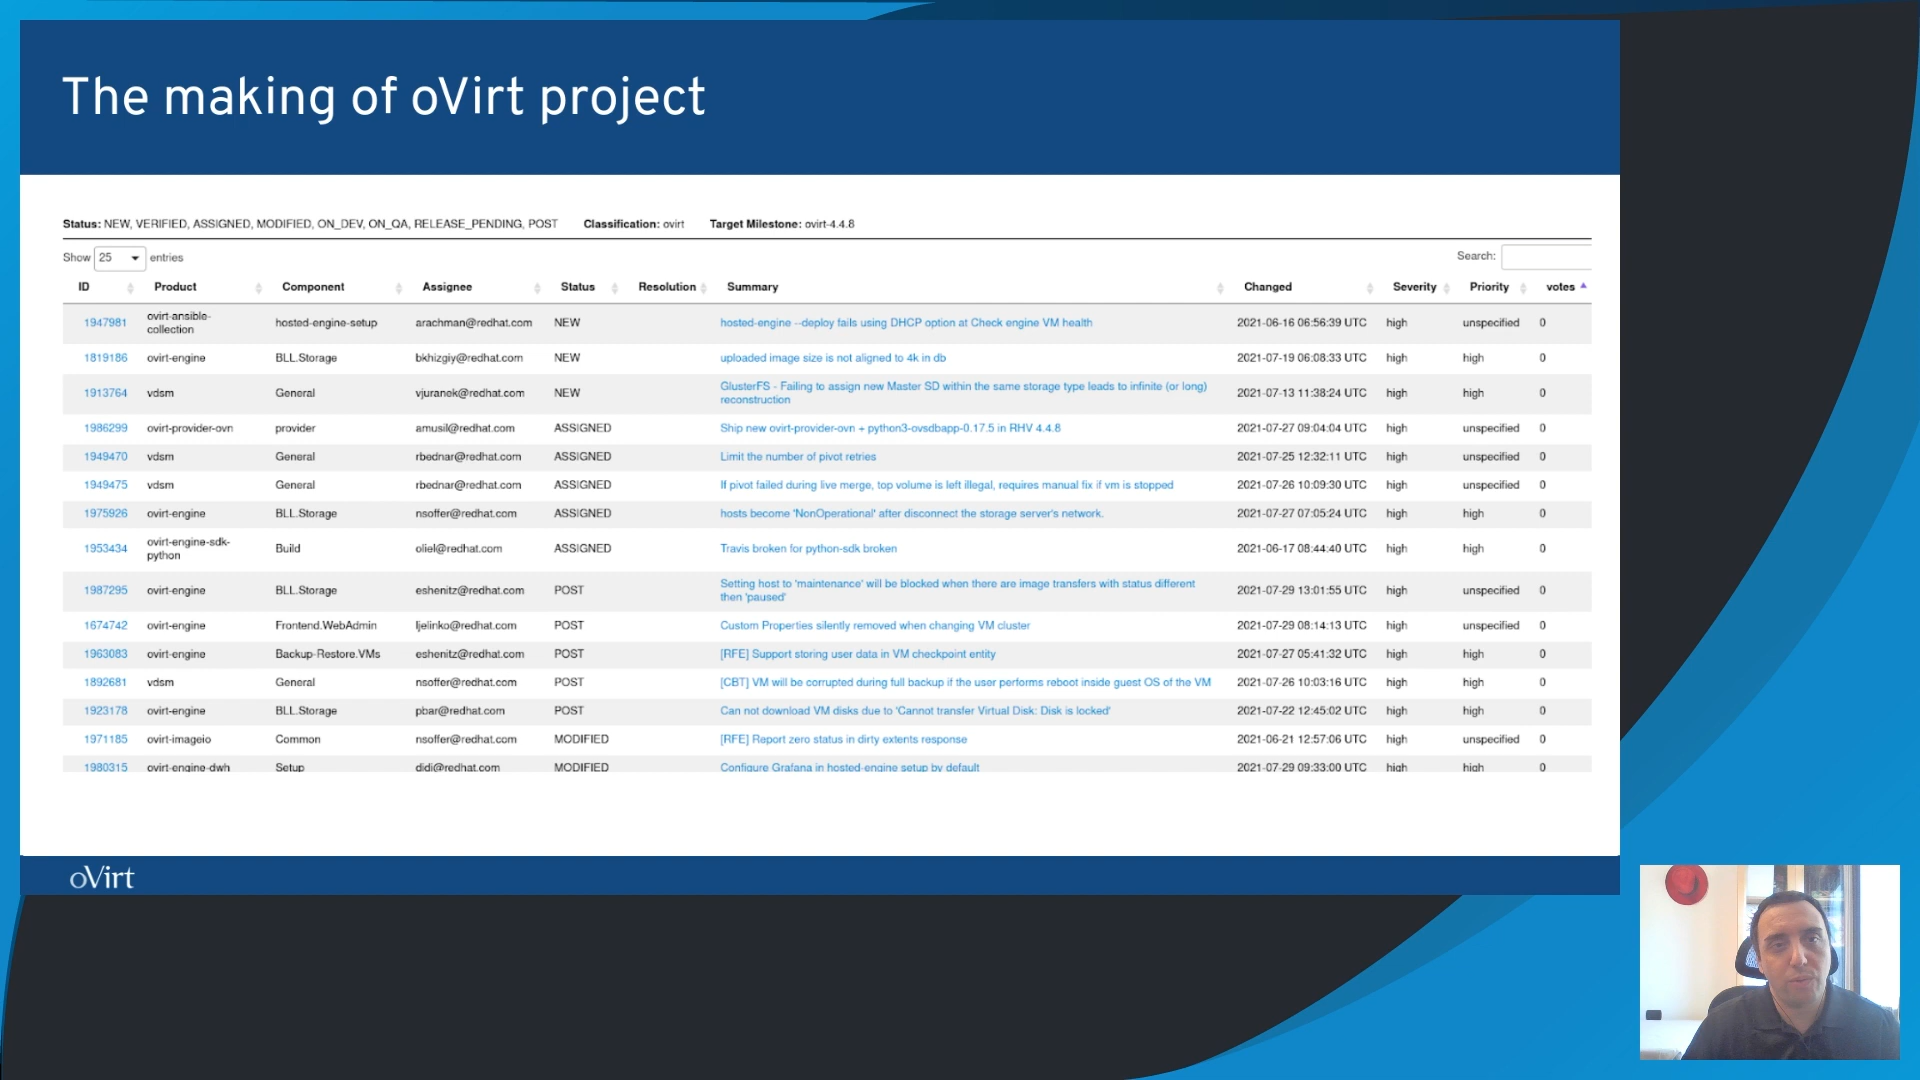 The making of oVirt project
Status: NEW, VERIFIED, ASSIGNED, MODIFIED, ON_DEV, ON_QA, RELEASE_PENDING, POST Classification: ovirt Target Milestone: ovirt-4.4.8
Show 25 entries Search:
ID Product Component Assignee Status Resolution Summary Changed Severity Priority votes
1947981 ovirt-ansible-collection hosted-engine-setup arachman@redhat.com NEW hosted-engine --deploy fails using DHCP option at Check engine VM health 2021-06-16 06:56:39 UTC high unspecified 0
1819186 ovirt-engine BLL.Storage bkhizgiy@redhat.com NEW uploaded image size is not aligned to 4k in db 2021-07-19 06:08:33 UTC high high 0
1913764 vdsm General vjuranek@redhat.com NEW GlusterFS - Failing to assign new Master SD within the same storage type leads to infinite (or long) reconstruction 2021-07-13 11:38:24 UTC high high 0
1986299 ovirt-provider-ovn provider amusil@redhat.com ASSIGNED Ship new ovirt-provider-ovn + python3-ovsdbapp-0.17.5 in RHV 4.4.8 2021-07-27 09:04:04 UTC high unspecified 0
1949470 vdsm General rbednar@redhat.com ASSIGNED Limit the number of pivot retries 2021-07-25 12:32:11 UTC high unspecified 0
1949475 vdsm General rbednar@redhat.com ASSIGNED If pivot failed during live merge, top volume is left illegal, requires manual fix if vm is stopped 2021-07-26 10:09:30 UTC high unspecified 0
1975926 ovirt-engine BLL.Storage nsoffer@redhat.com ASSIGNED hosts become 'NonOperational' after disconnect the storage server's network. 2021-07-27 07:05:24 UTC high high 0
1953434 ovirt-engine-sdk-python Build oliel@redhat.com ASSIGNED Travis broken for python-sdk broken 2021-06-17 08:44:40 UTC high high 0
1987295 ovirt-engine BLL.Storage eshenitz@redhat.com POST Setting host to 'maintenance' will be blocked when there are image transfers with status different then 'paused' 2021-07-29 13:01:55 UTC high unspecified 0
1674742 ovirt-engine Frontend.WebAdmin ljelinko@redhat.com POST Custom Properties silently removed when changing VM cluster 2021-07-29 08:14:13 UTC high unspecified 0
1963083 ovirt-engine Backup-Restore.VMs eshenitz@redhat.com POST [RFE] Support storing user data in VM checkpoint entity 2021-07-27 05:41:32 UTC high high 0
1892681 vdsm General nsoffer@redhat.com POST [CBT] VM will be corrupted during full backup if the user performs reboot inside guest OS of the VM 2021-07-26 10:03:16 UTC high high 0
1923178 ovirt-engine BLL.Storage pbar@redhat.com POST Can not download VM disks due to 'Cannot transfer Virtual Disk: Disk is locked' 2021-07-22 12:45:02 UTC high high 0
1971185 ovirt-imageio Common nsoffer@redhat.com MODIFIED [RFE] Report zero status in dirty extents response 2021-06-21 12:57:06 UTC high unspecified 0
1980315 ovirt-engine-dwh Setup didi@redhat.com MODIFIED Configure Grafana in hosted-engine setup by default 2021-07-29 09:33:00 UTC high high 0
oVirt